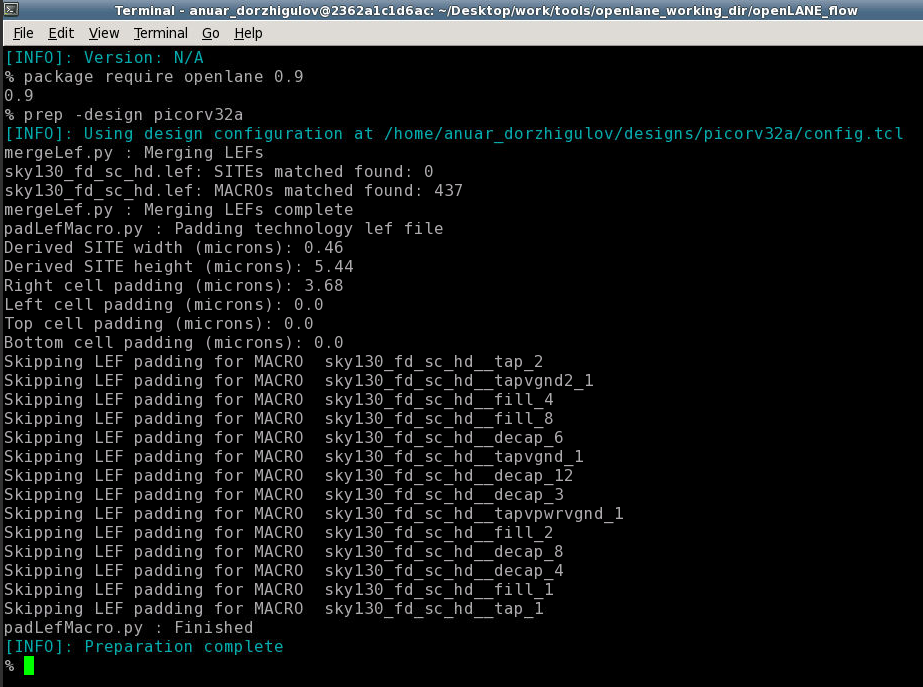 Terminal - anuar_dorzhigulov@2362a1c1d6ac: ~/Desktop/work/tools/openlane_working_dir/openLANE_flow
File Edit View Terminal Go Help
[INFO]: Version: N/A
% package require openlane 0.9
0.9
% prep -design picorv32a
[INFO]: Using design configuration at /home/anuar_dorzhigulov/designs/picorv32a/config.tcl
mergeLef.py : Merging LEFs
sky130_fd_sc_hd.lef: SITEs matched found: 0
sky130_fd_sc_hd.lef: MACROs matched found: 437
mergeLef.py : Merging LEFs complete
padLefMacro.py : Padding technology lef file
Derived SITE width (microns): 0.46
Derived SITE height (microns): 5.44
Right cell padding (microns): 3.68
Left cell padding (microns): 0.0
Top cell padding (microns): 0.0
Bottom cell padding (microns): 0.0
Skipping LEF padding for MACRO  sky130_fd_sc_hd__tap_2
Skipping LEF padding for MACRO  sky130_fd_sc_hd__tapvgnd2_1
Skipping LEF padding for MACRO  sky130_fd_sc_hd__fill_4
Skipping LEF padding for MACRO  sky130_fd_sc_hd__fill_8
Skipping LEF padding for MACRO  sky130_fd_sc_hd__decap_6
Skipping LEF padding for MACRO  sky130_fd_sc_hd__tapvgnd_1
Skipping LEF padding for MACRO  sky130_fd_sc_hd__decap_12
Skipping LEF padding for MACRO  sky130_fd_sc_hd__decap_3
Skipping LEF padding for MACRO  sky130_fd_sc_hd__tapvpwrvgnd_1
Skipping LEF padding for MACRO  sky130_fd_sc_hd__fill_2
Skipping LEF padding for MACRO  sky130_fd_sc_hd__decap_8
Skipping LEF padding for MACRO  sky130_fd_sc_hd__decap_4
Skipping LEF padding for MACRO  sky130_fd_sc_hd__fill_1
Skipping LEF padding for MACRO  sky130_fd_sc_hd__tap_1
padLefMacro.py : Finished
[INFO]: Preparation complete
%